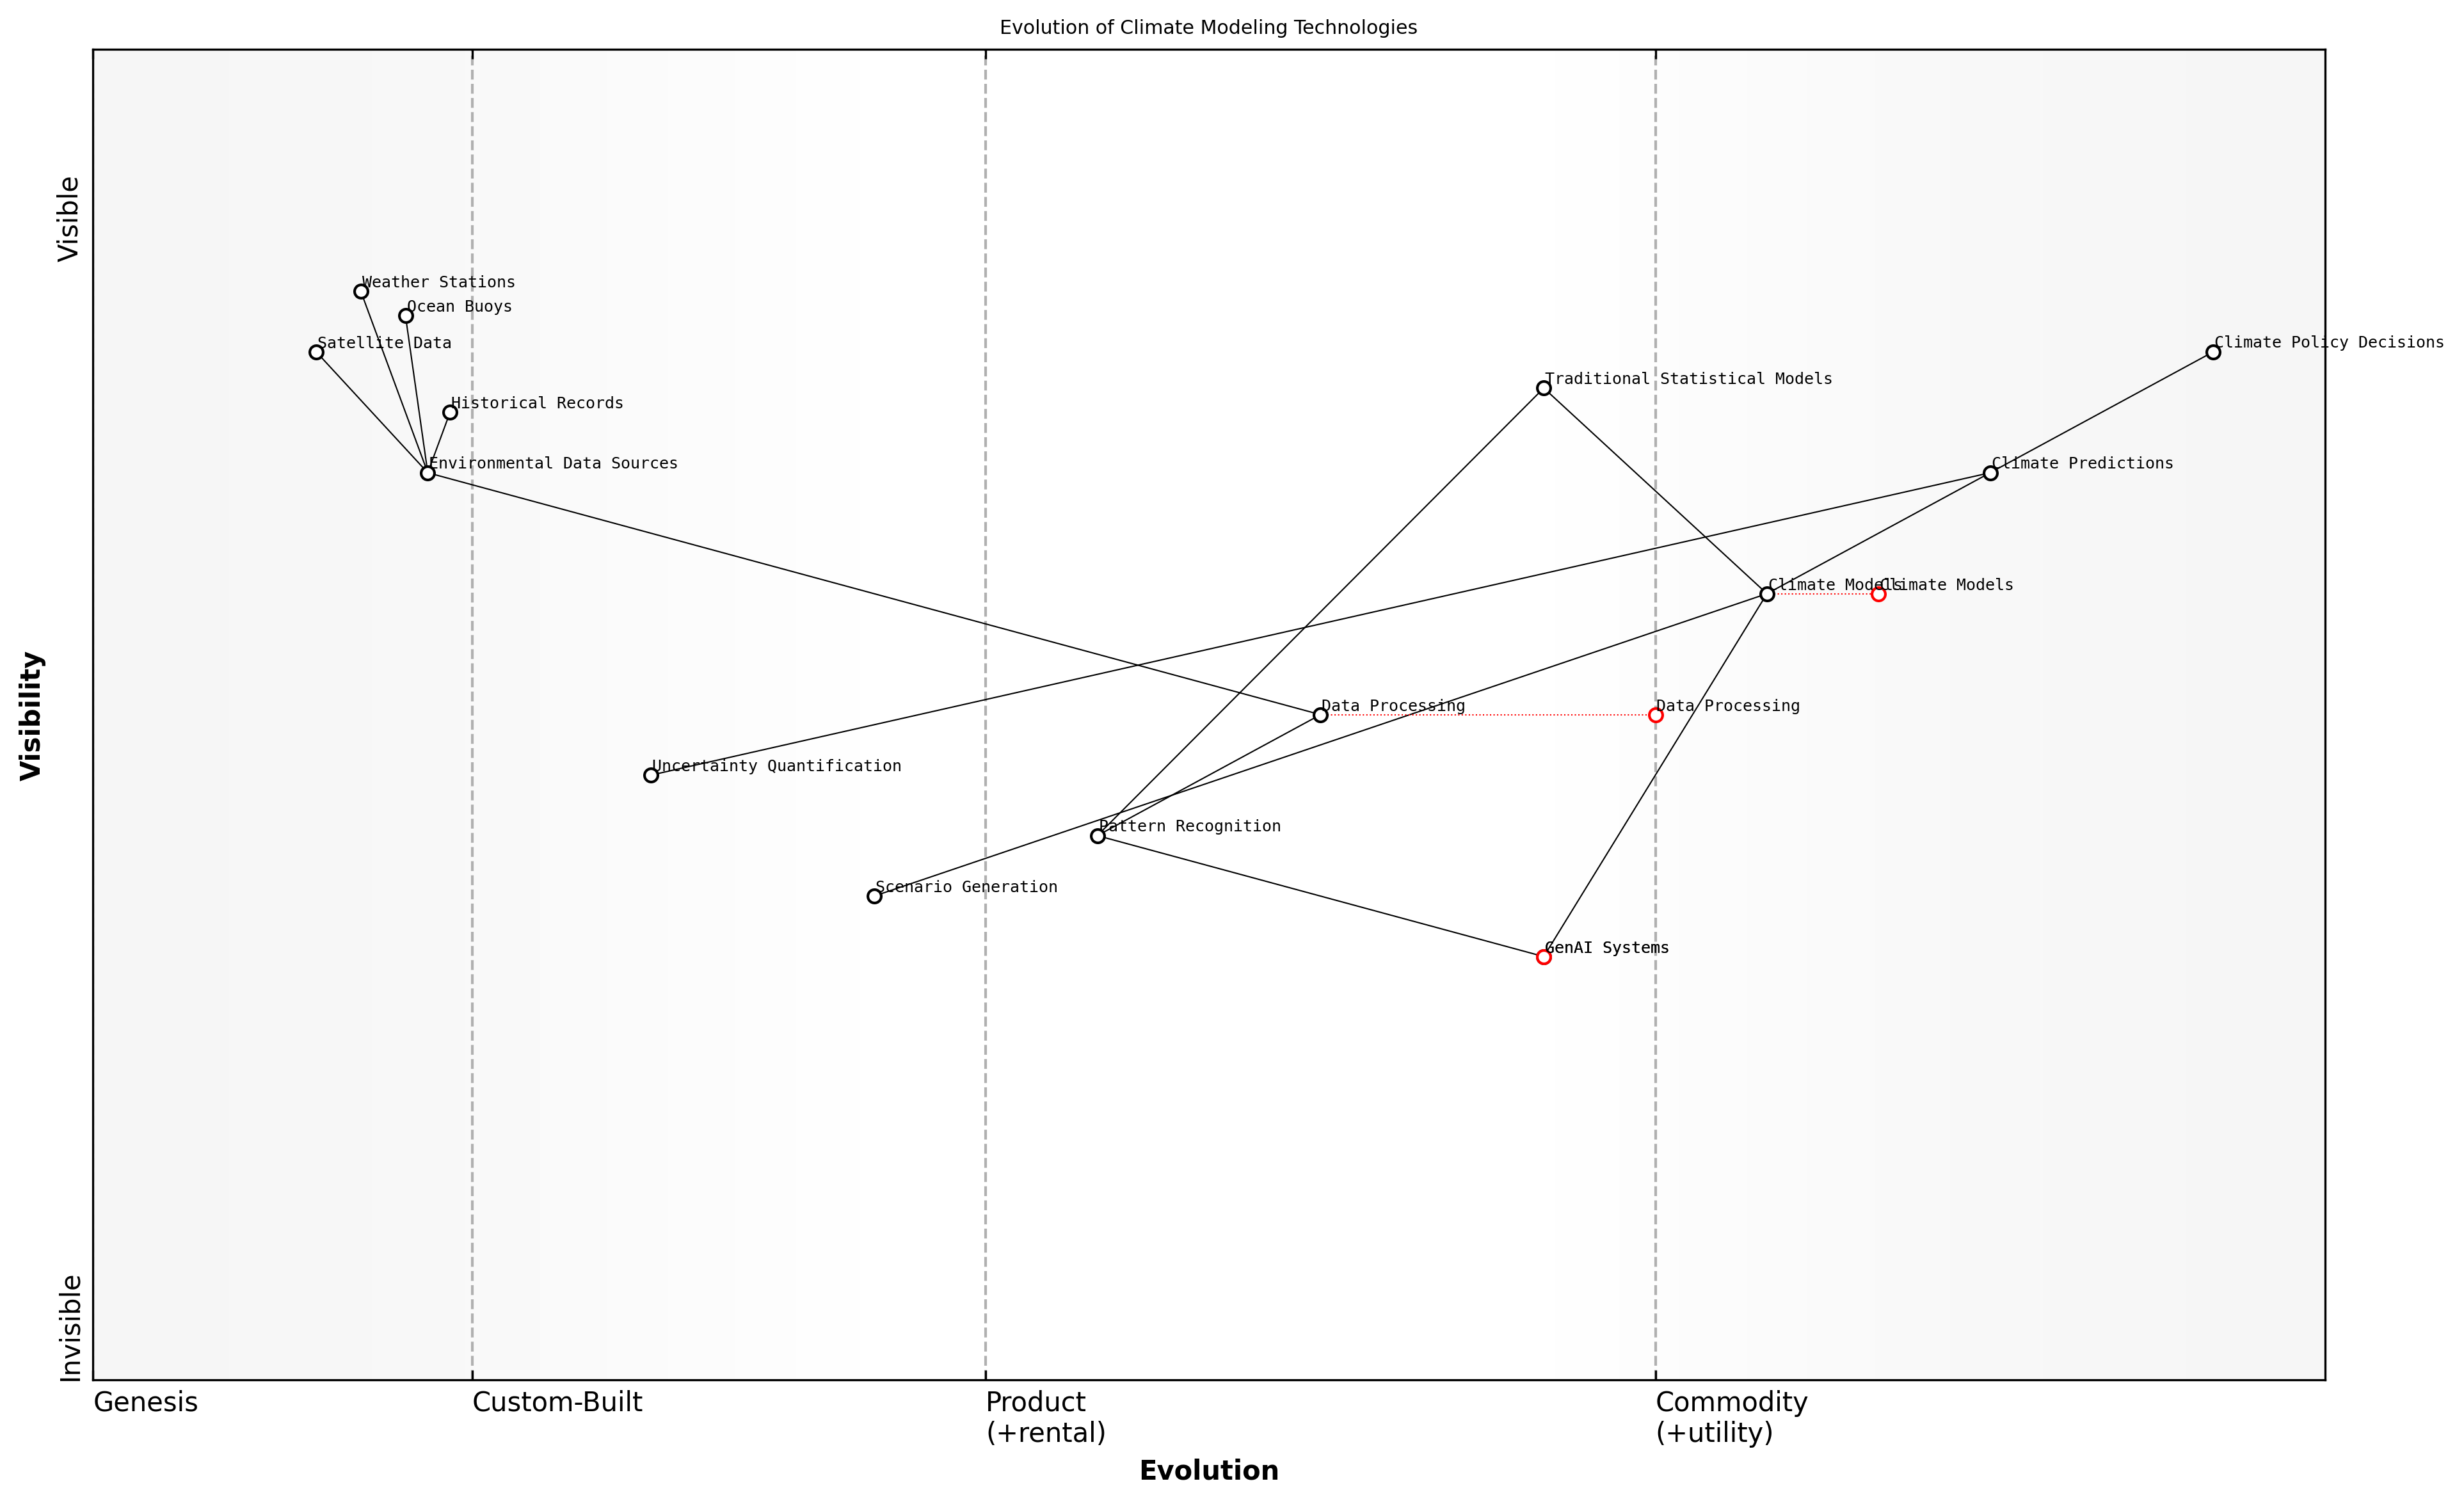 Evolution of Climate Modeling Technologies
Visible
Weather Stations
Ocean Buoys
Satellite Data
Climate Policy Decisions
Traditional Statistical Models
Historical Records
Environmental Data Sources
Climate Predictions
Climate Models
Climate Models
Visibility
Data Processing
Data Processing
Uncertainty Quantification
Pattern Recognition
Scenario Generation
GenAI Systems
Invisible
Genesis
Custom-Built
Product
(+rental)
Commodity
(+utility)
Evolution